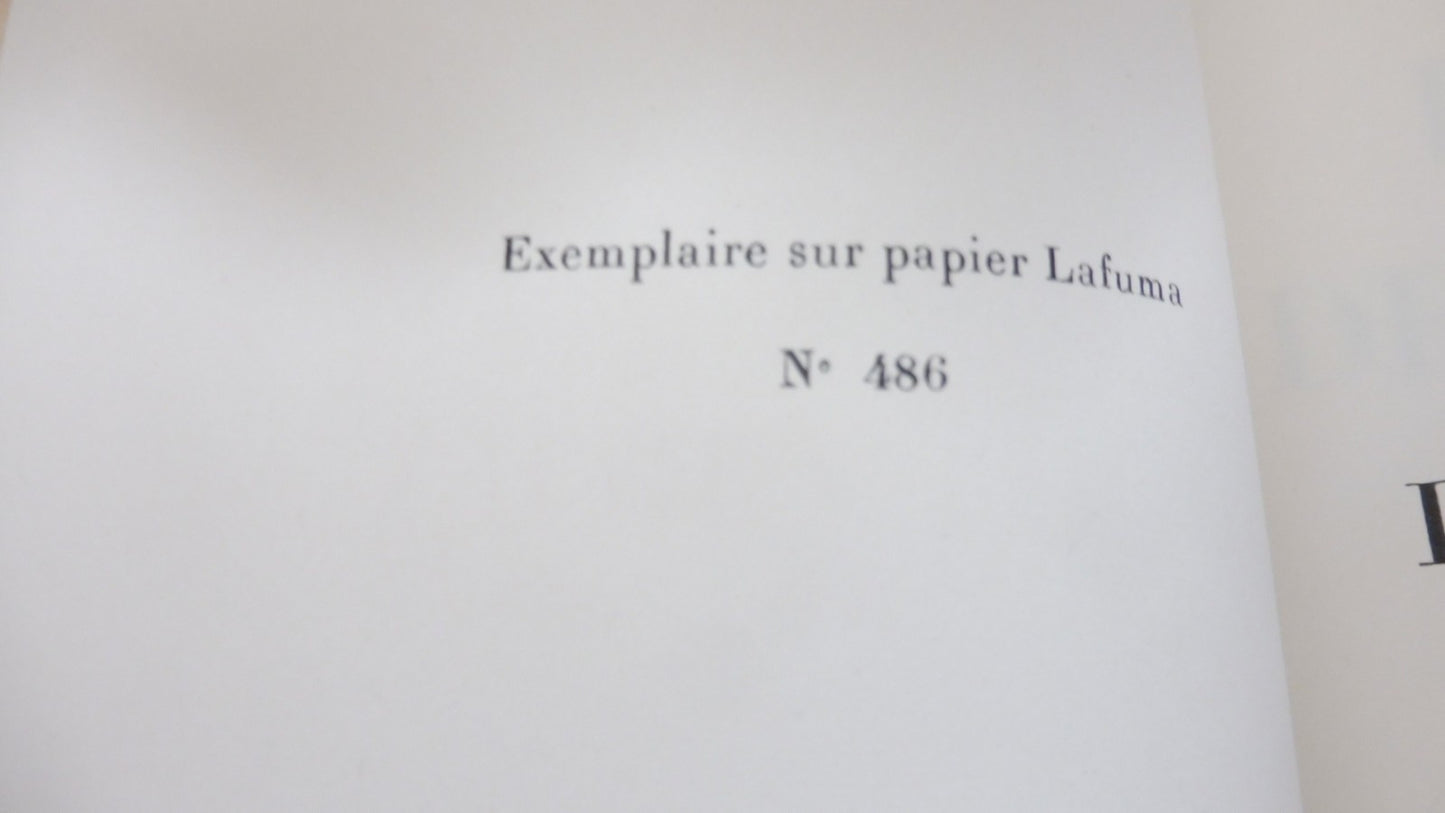 Exemplaire sur papier Lafuma
N° 486